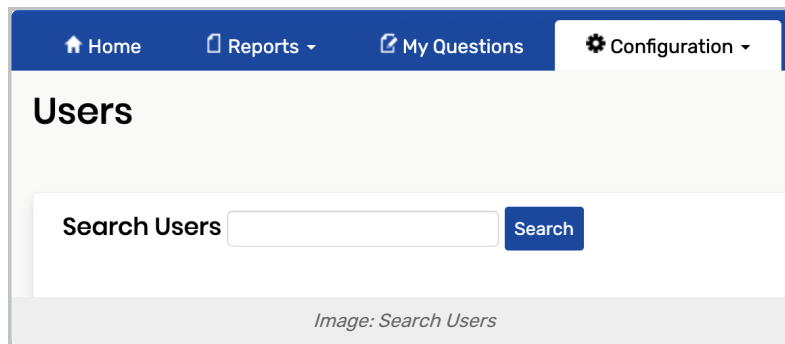 Home Reports My Questions Configuration
Users
Search Users Search
Image: Search Users